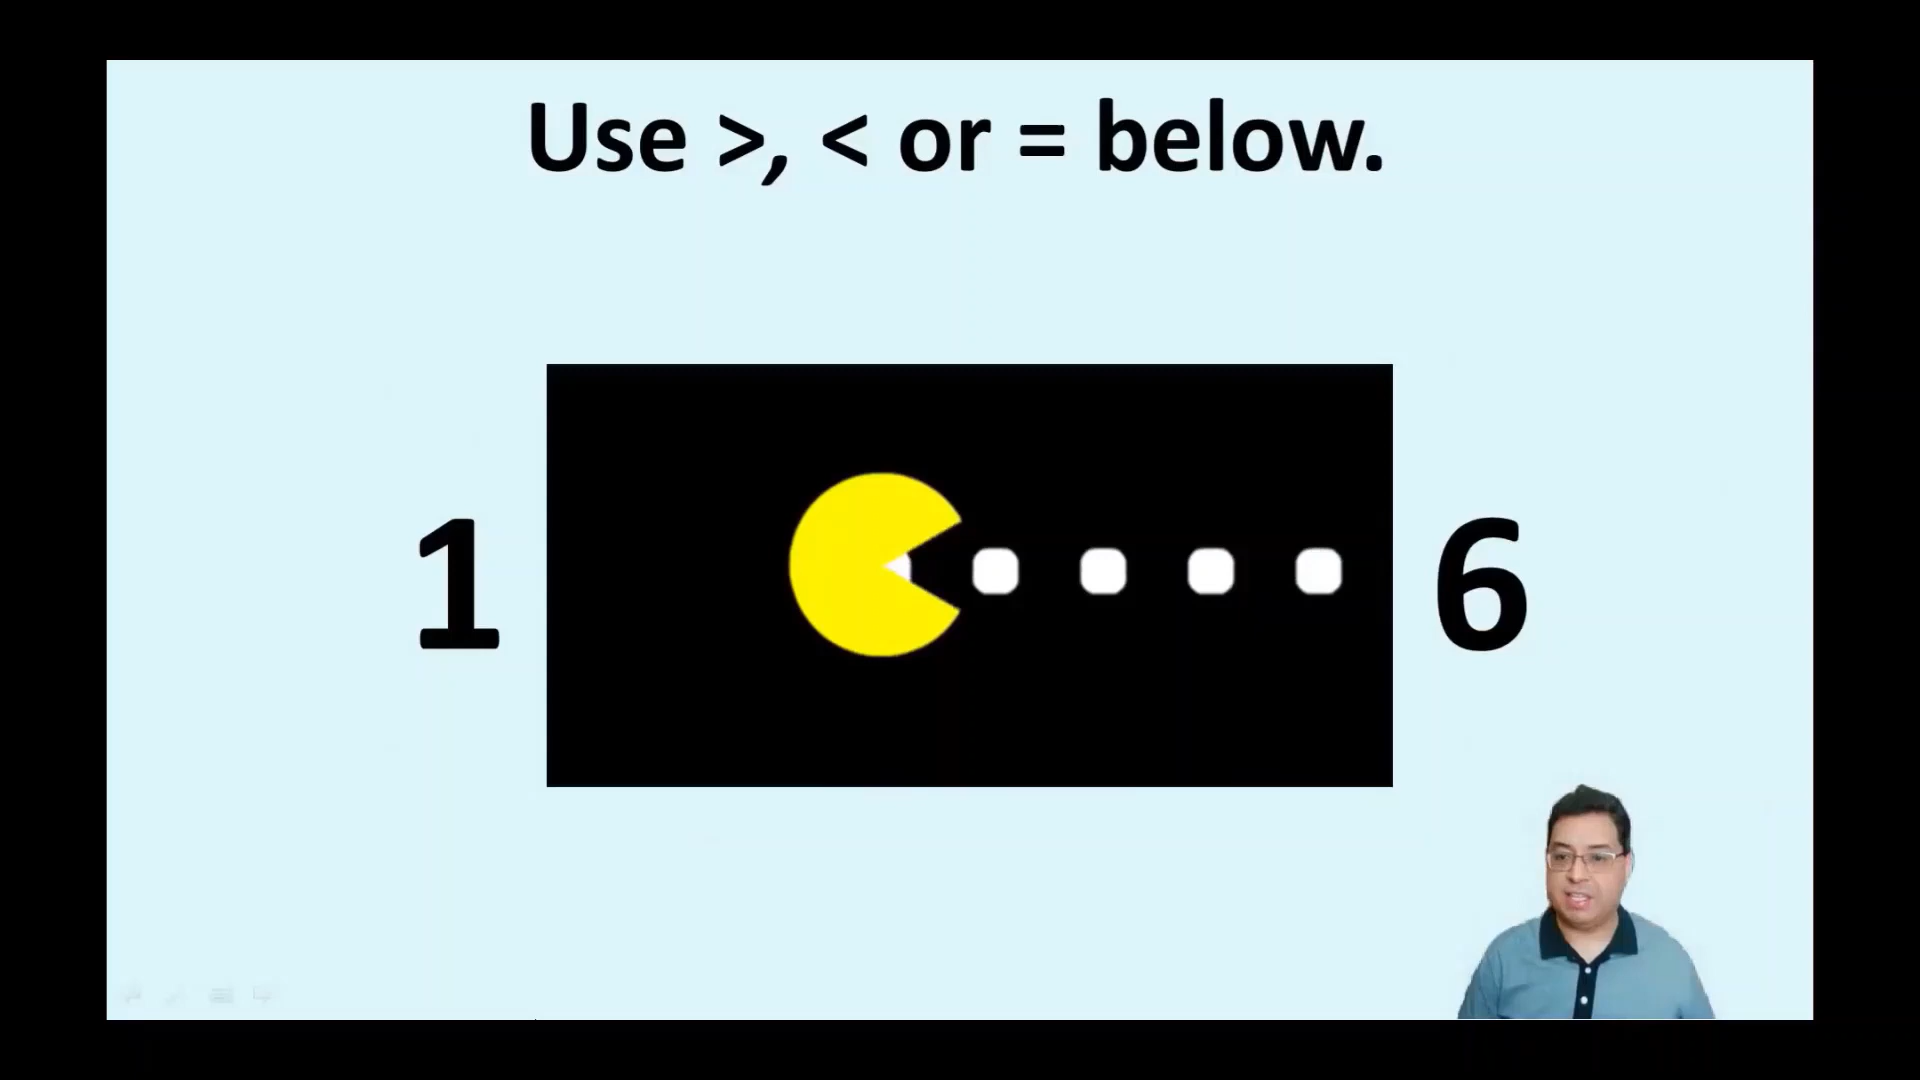 Use >, < or = below.
1 6